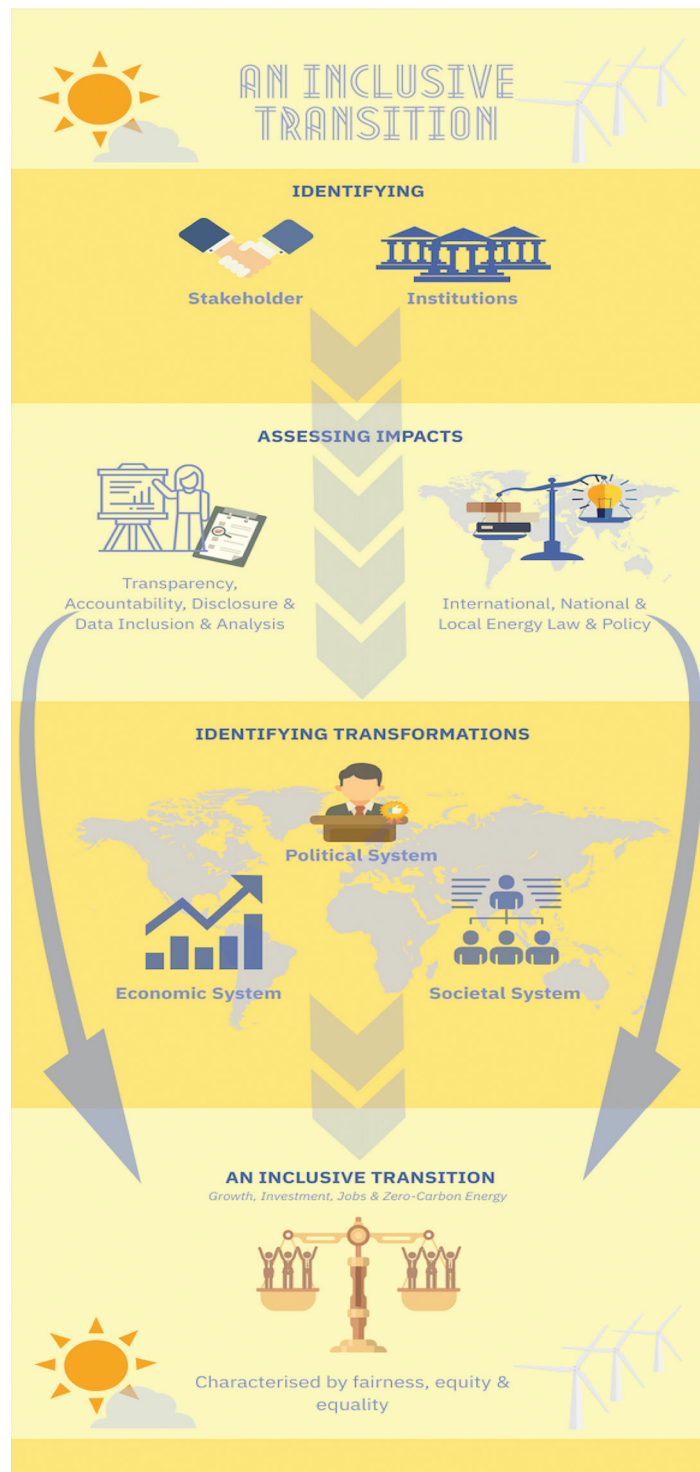 AN INCLUSIVE
TRANSITION
IDENTIFYING
Stakeholder
Institutions
ASSESSING IMPACTS
Transparency,
Accountability, Disclosure &
Data Inclusion & Analysis
International, National &
Local Energy Law & Policy
IDENTIFYING TRANSFORMATIONS
Political System
Economic System
Societal System
AN INCLUSIVE TRANSITION
Growth, Investment, Jobs & Zero-Carbon Energy
Characterised by fairness, equity &
equality